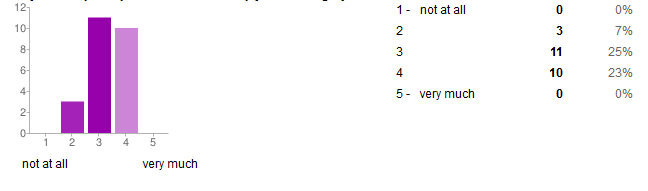 12
10
8
6
4
2
0
1 2 3 4 5
not at all very much
1 - not at all 0 0%
2 3 7%
3 11 25%
4 10 23%
5 - very much 0 0%